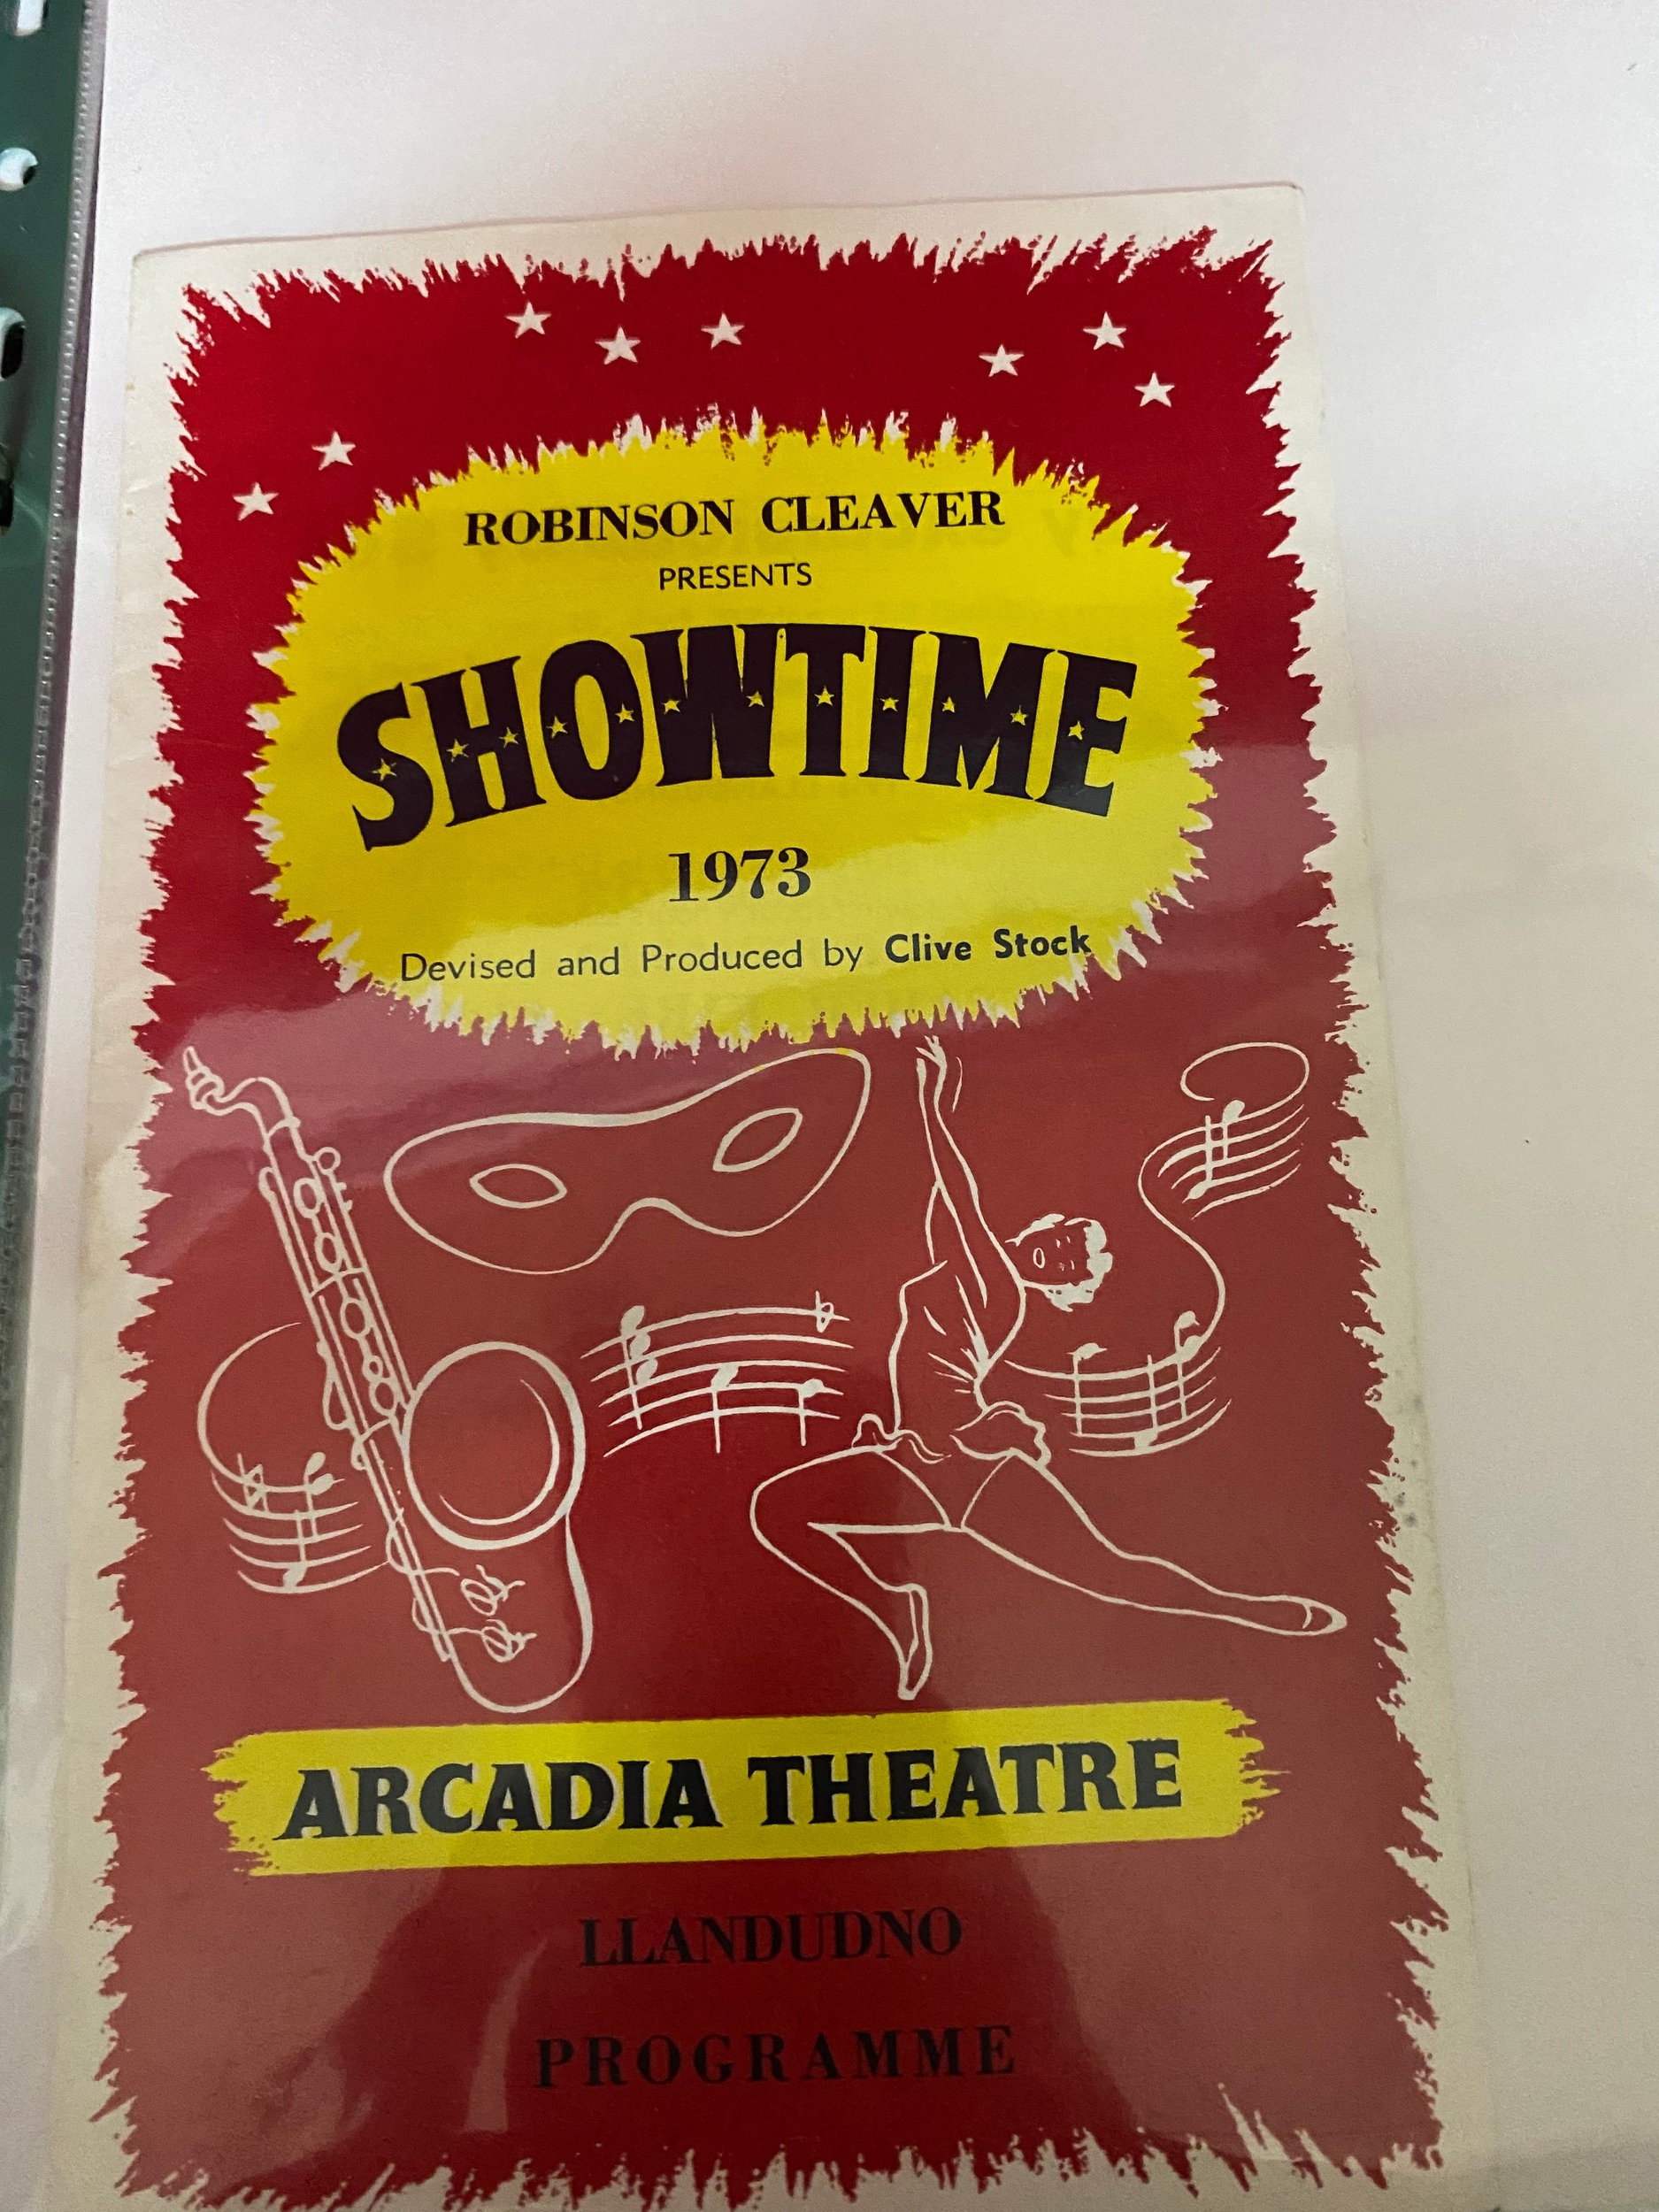 ROBINSON CLEAVER
PRESENTS
SHOWTIME
1973
Devised and Produced by Clive Stock
ARCADIA THEATRE
LLANDUDNO
PROGRAMME